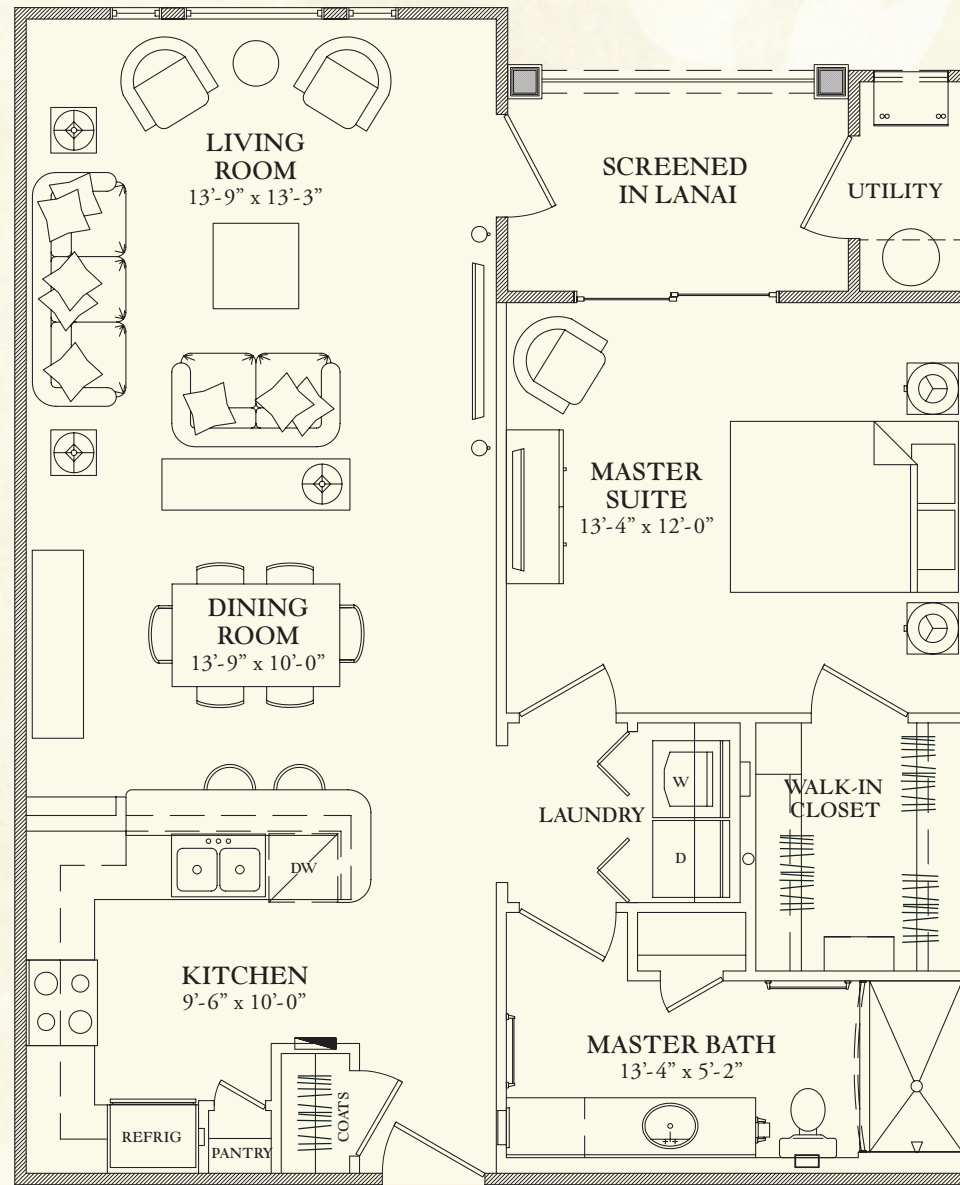 LIVING
ROOM
13’-9” x 13’-3”
SCREENED
IN LANAI
UTILITY
MASTER
SUITE
13’-4” x 12’-0”
DINING
ROOM
13’-9” x 10’-0”
LAUNDRY
W
D
WALK-IN
CLOSET
DW
KITCHEN
9’-6” x 10’-0”
MASTER BATH
13’-4” x 5’-2”
REFRIG
PANTRY
COATS